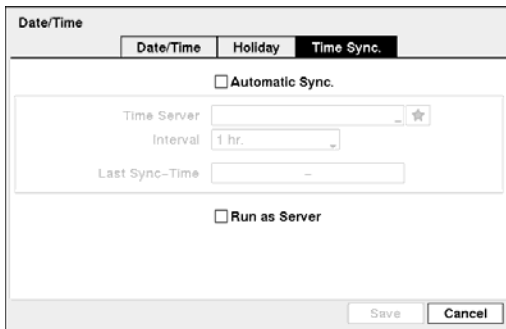 Date/Time
Date/Time Holiday Time Sync.
Automatic Sync.
Time Server
Interval 1 hr.
Last Sync-Time –
Run as Server
Save Cancel